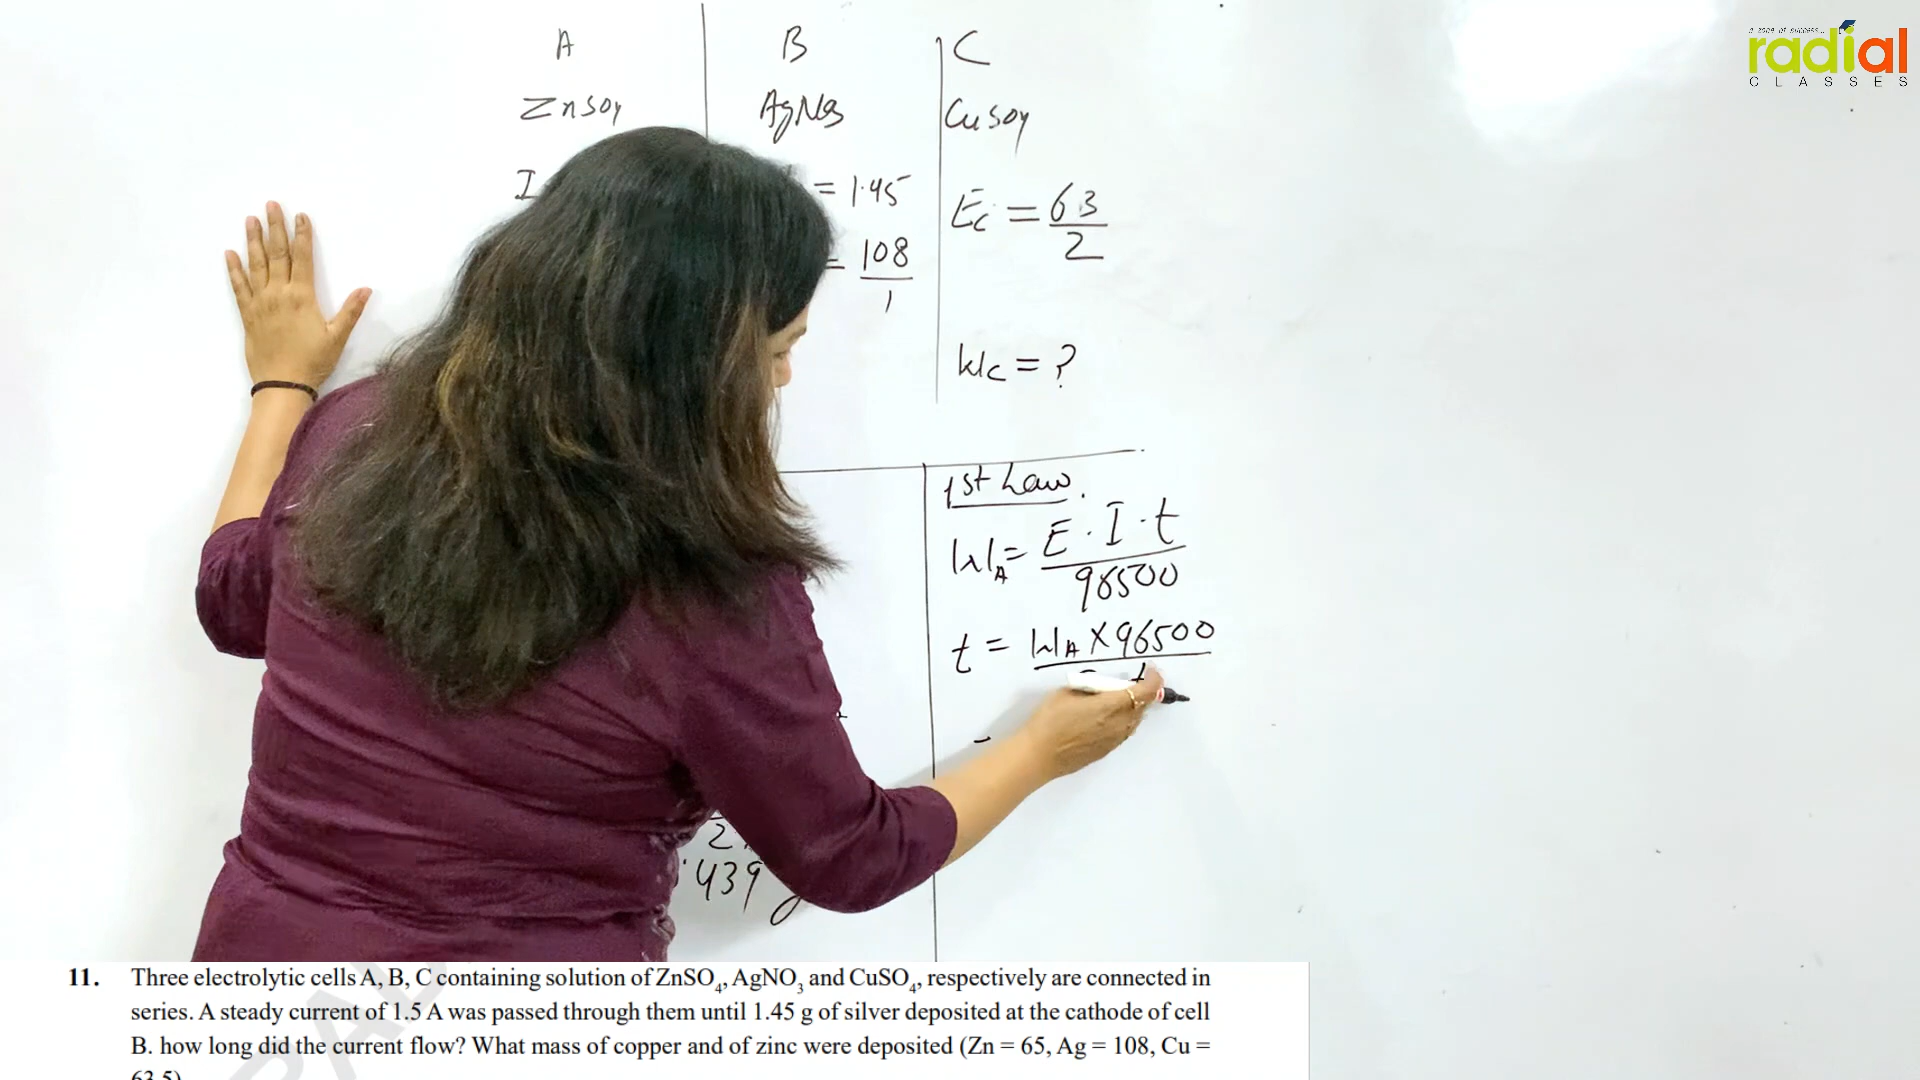 a zone of success...
radial
CLASSES
A
B
C
ZnSO4
AgNO3
CuSO4
I
= 1.45
= 108/1
Ec = 63/2
Wc = ?
1st Law.
WA = E . I . t / 96500
t = WA X 96500
2
439
11. Three electrolytic cells A, B, C containing solution of ZnSO4, AgNO3 and CuSO4, respectively are connected in
series. A steady current of 1.5 A was passed through them until 1.45 g of silver deposited at the cathode of cell
B. how long did the current flow? What mass of copper and of zinc were deposited (Zn = 65, Ag = 108, Cu =
63.5)